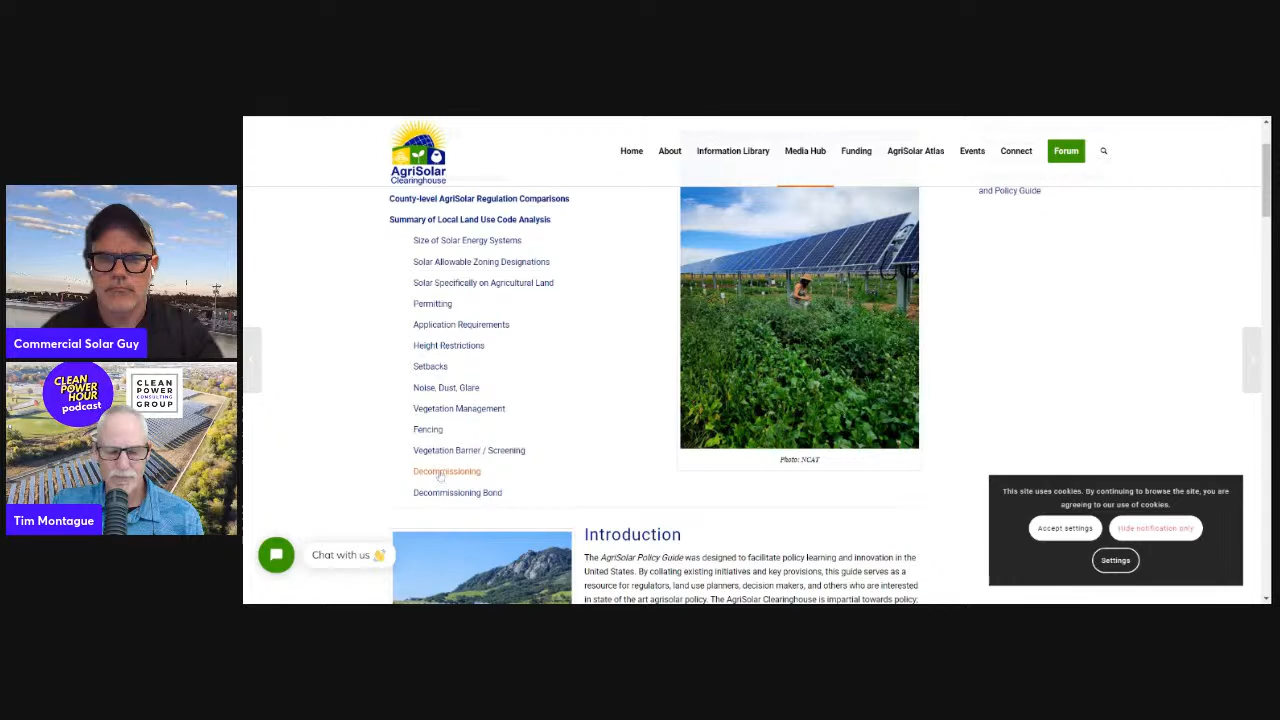 Commercial Solar Guy
CLEAN
POWER
HOUR
podcast
CLEAN
POWER
CONSULTING
GROUP
Tim Montague
AgriSolar
Clearinghouse
Home
About
Information Library
Media Hub
Funding
AgriSolar Atlas
Events
Connect
Forum
County-level AgriSolar Regulation Comparisons
Summary of Local Land Use Code Analysis
Size of Solar Energy Systems
Solar Allowable Zoning Designations
Solar Specifically on Agricultural Land
Permitting
Application Requirements
Height Restrictions
Setbacks
Noise, Dust, Glare
Vegetation Management
Fencing
Vegetation Barrier / Screening
Decommissioning
Decommissioning Bond
Photo: NCAT
and Policy Guide
Introduction
The AgriSolar Policy Guide was designed to facilitate policy learning and innovation in the
United States. By collating existing initiatives and key provisions, this guide serves as a
resource for regulators, land use planners, decision makers, and others who are interested
in state of the art agrisolar policy. The AgriSolar Clearinghouse is impartial towards policy;
Chat with us 👋
This site uses cookies. By continuing to browse the site, you are
agreeing to our use of cookies.
Accept settings
Hide notification only
Settings